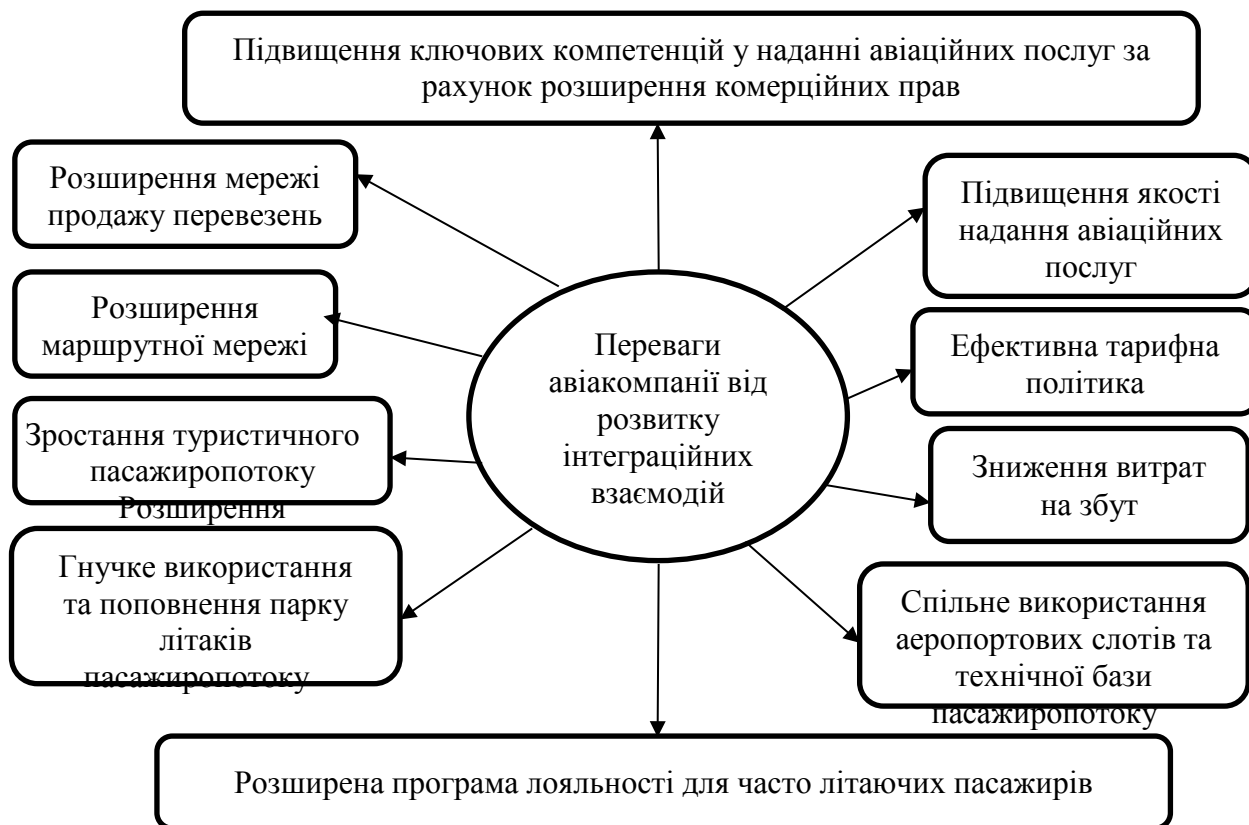 Підвищення ключових компетенцій у наданні авіаційних послуг за
рахунок розширення комерційних прав
Розширення мережі
продажу перевезень
Розширення
маршрутної мережі
Зростання туристичного
пасажиропотоку
Розширення
Гнучке використання
та поповнення парку
літаків
пасажиропотоку
Переваги
авіакомпанії від
розвитку
інтеграційних
взаємодій
Підвищення якості
надання авіаційних
послуг
Ефективна тарифна
політика
Зниження витрат
на збут
Спільне використання
аеропортових слотів та
технічної бази
пасажиропотоку
Розширена програма лояльності для часто літаючих пасажирів